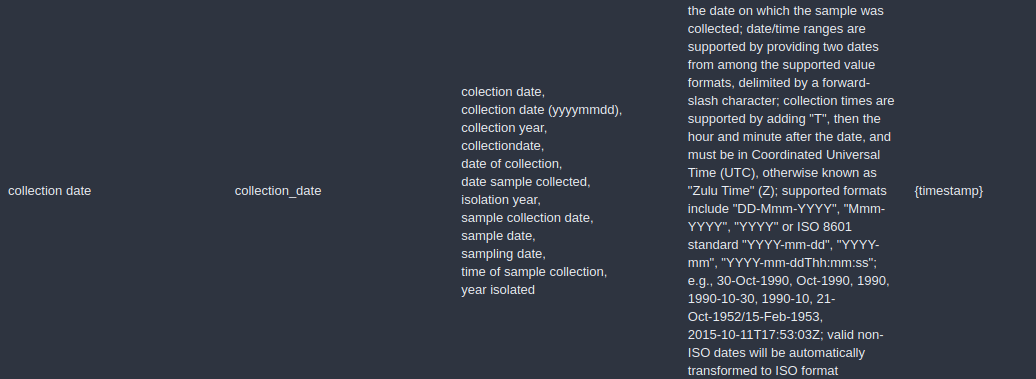 collection date
collection_date
colection date,
collection date (yyyymmdd),
collection year,
collectiondate,
date of collection,
date sample collected,
isolation year,
sample collection date,
sample date,
sampling date,
time of sample collection,
year isolated
the date on which the sample was
collected; date/time ranges are
supported by providing two dates
from among the supported value
formats, delimited by a forward-
slash character; collection times are
supported by adding "T", then the
hour and minute after the date, and
must be in Coordinated Universal
Time (UTC), otherwise known as
"Zulu Time" (Z); supported formats
include "DD-Mmm-YYYY", "Mmm-
YYYY", "YYYY" or ISO 8601
standard "YYYY-mm-dd", "YYYY-
mm", "YYYY-mm-ddThh:mm:ss";
e.g., 30-Oct-1990, Oct-1990, 1990,
1990-10-30, 1990-10, 21-
Oct-1952/15-Feb-1953,
2015-10-11T17:53:03Z; valid non-
ISO dates will be automatically
transformed to ISO format
{timestamp}